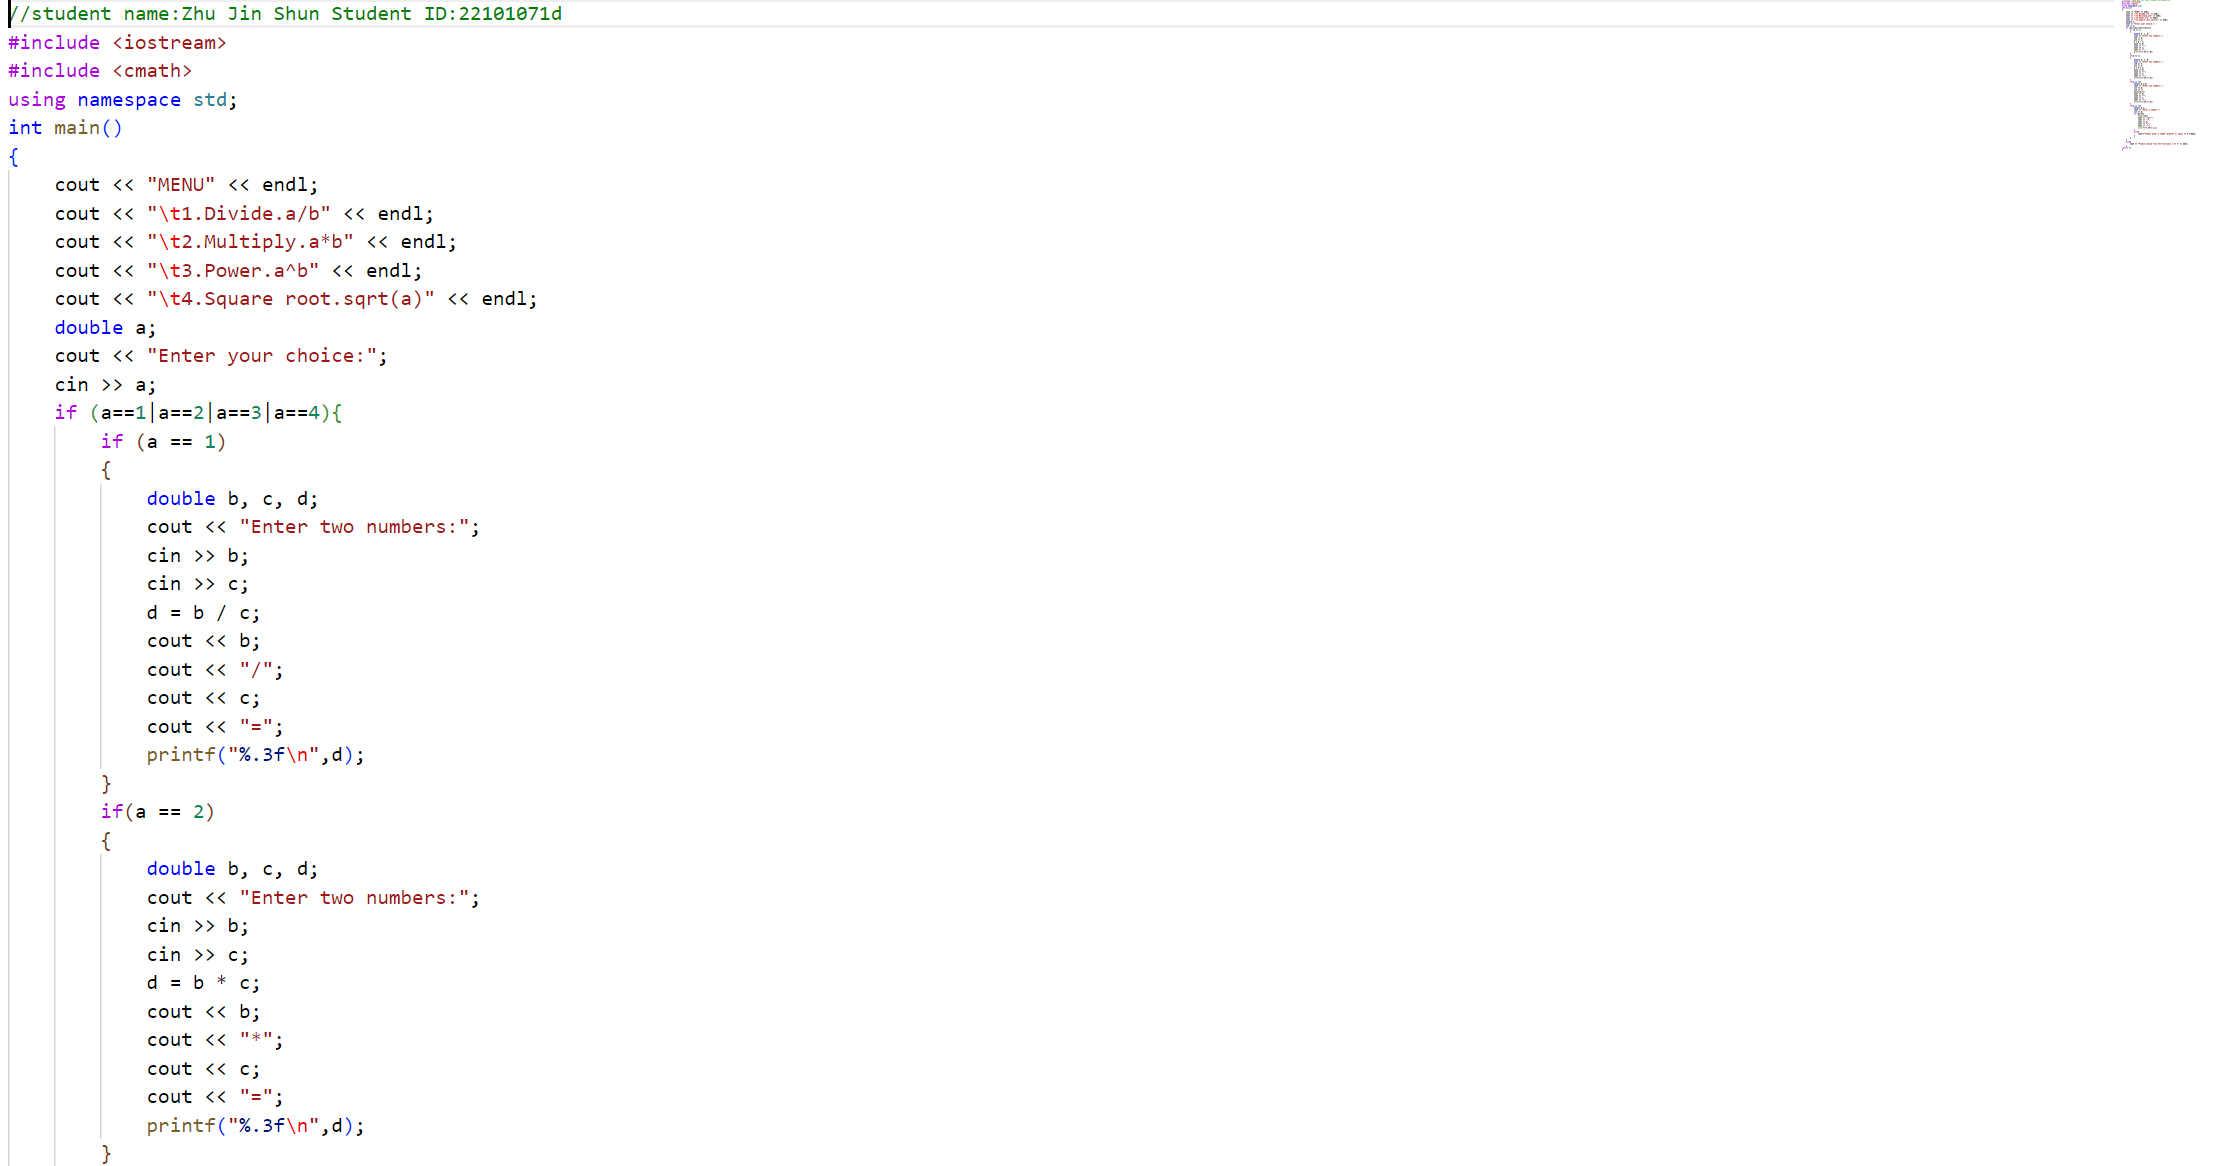 //student name:Zhu Jin Shun Student ID:22101071d
#include <iostream>
#include <cmath>
using namespace std;
int main()
{
    cout << "MENU" << endl;
    cout << "\t1.Divide.a/b" << endl;
    cout << "\t2.Multiply.a*b" << endl;
    cout << "\t3.Power.a^b" << endl;
    cout << "\t4.Square root.sqrt(a)" << endl;
    double a;
    cout << "Enter your choice:";
    cin >> a;
    if (a==1|a==2|a==3|a==4){
        if (a == 1)
        {
            double b, c, d;
            cout << "Enter two numbers:";
            cin >> b;
            cin >> c;
            d = b / c;
            cout << b;
            cout << "/";
            cout << c;
            cout << "=";
            printf("%.3f\n",d);
        }
        if(a == 2)
        {
            double b, c, d;
            cout << "Enter two numbers:";
            cin >> b;
            cin >> c;
            d = b * c;
            cout << b;
            cout << "*";
            cout << c;
            cout << "=";
            printf("%.3f\n",d);
        }